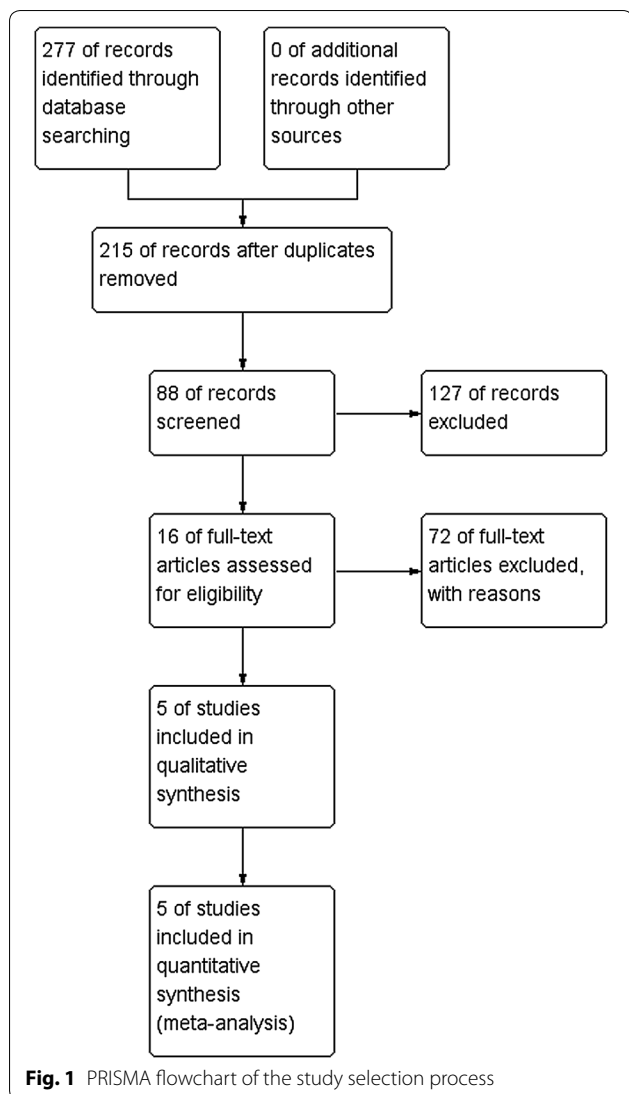 277 of records
identified through
database
searching
0 of additional
records identified
through other
sources
215 of records after duplicates
removed
88 of records
screened
127 of records
excluded
16 of full-text
articles assessed
for eligibility
72 of full-text
articles excluded,
with reasons
5 of studies
included in
qualitative
synthesis
5 of studies
included in
quantitative
synthesis
(meta-analysis)
Fig. 1 PRISMA flowchart of the study selection process